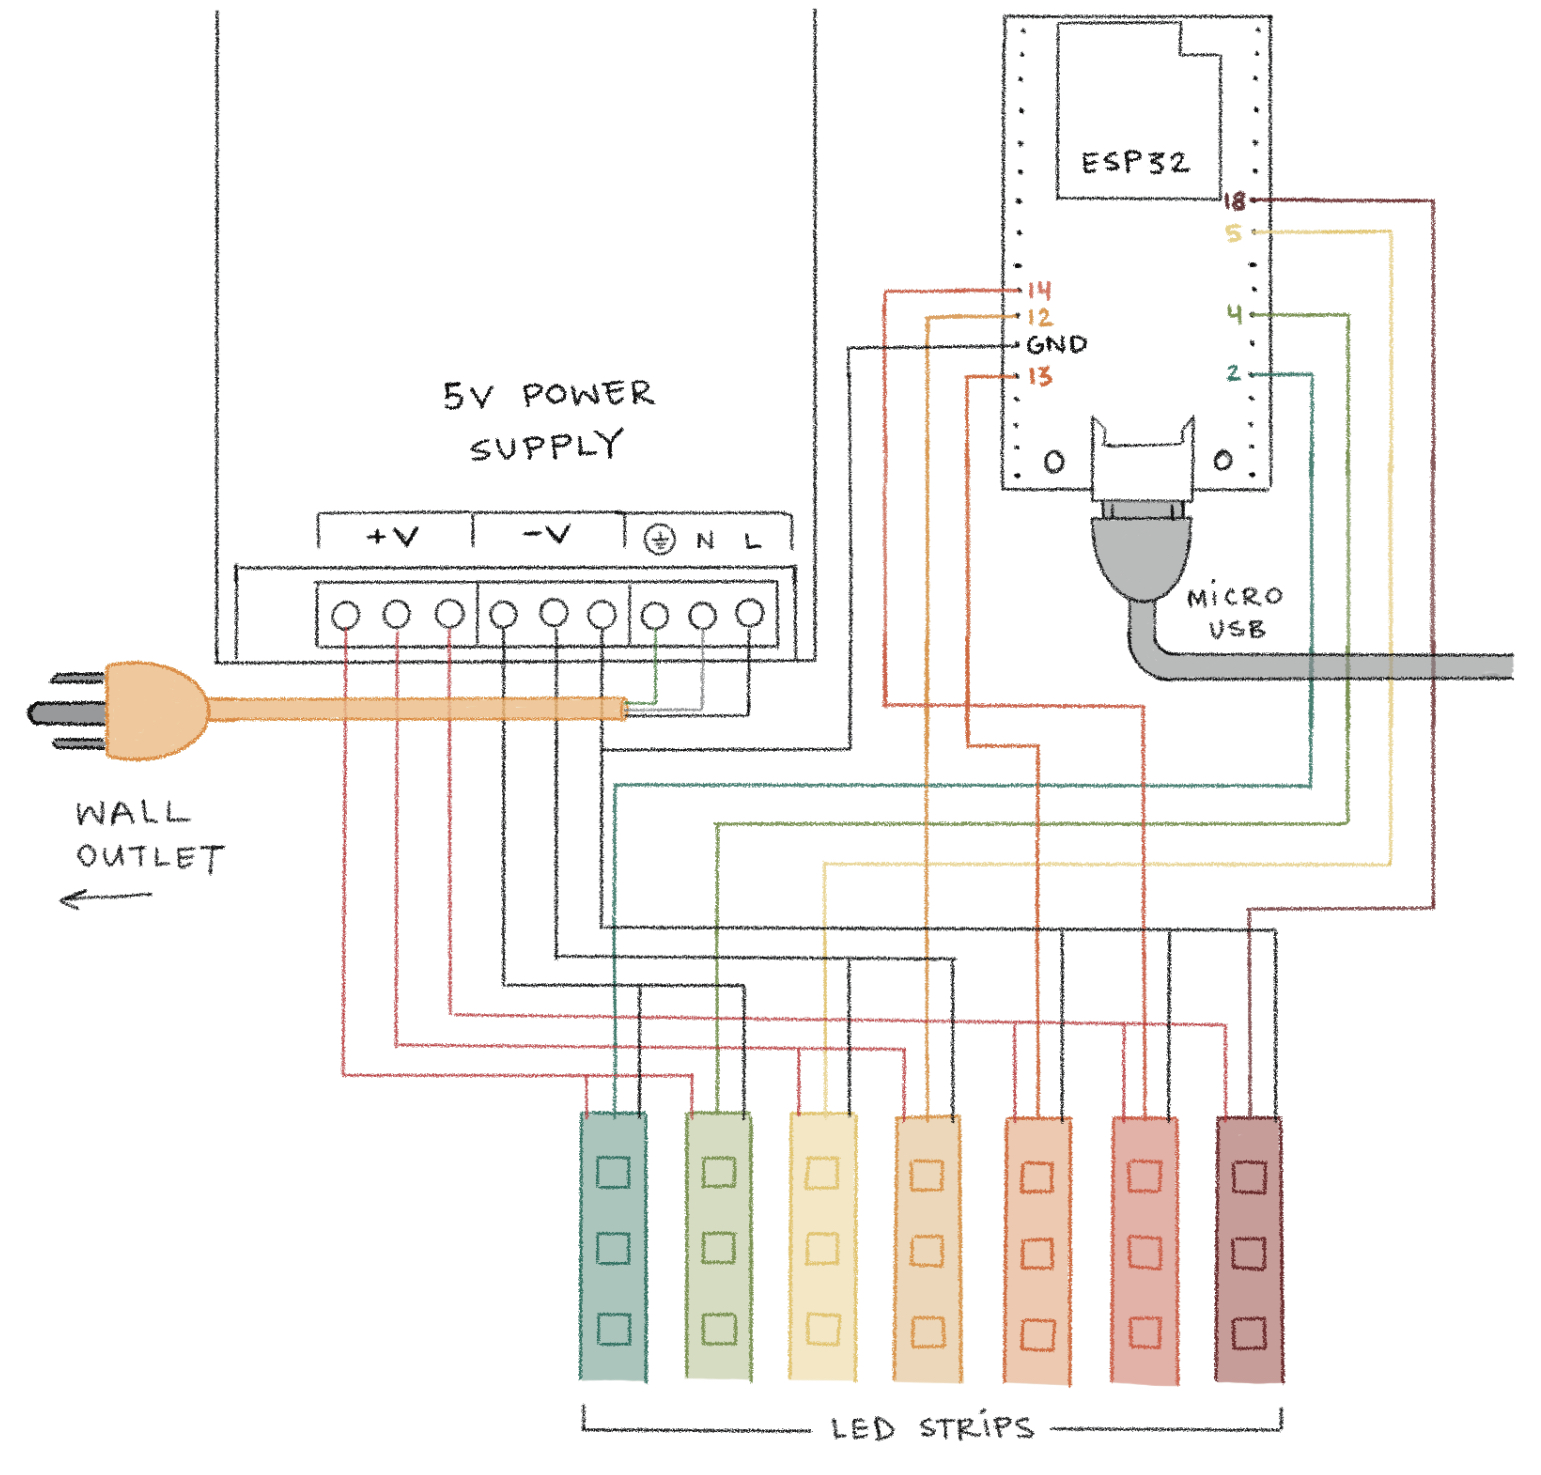 ESP32
18
5
14
12
GND
13
4
2
5V POWER
SUPPLY
+V
-V
N
L
MiCRO
USB
WALL
OUTLET
LED STRiPS